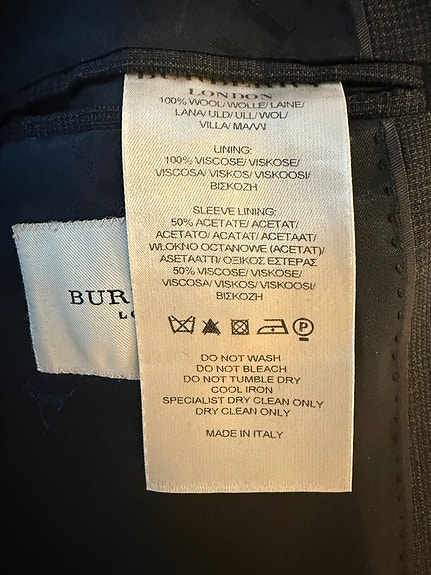 LONDON
100% WOOL/ WOLLE/ LAINE/
LANA/ ULD/ ULL/ WOL/
VILLA/ ΜΑΛΛΙ
LINING:
100% VISCOSE/ VISKOSE/
VISCOSA/ VISKOS/ VISKOOSI/
ΒΙΣΚΟΖΗ
SLEEVE LINING:
50% ACETATE/ ACETAT/
ACETATO/ ACATAT/ ACETAAT/
WŁOKNO OCTANOWE (ACETAT)/
ASETAATTI/ ΟΞΙΚΟΣ ΕΣΤΕΡΑΣ
50% VISCOSE/ VISKOSE/
VISCOSA/ VISKOS/ VISKOOSI/
ΒΙΣΚΟΖΗ
P
DO NOT WASH
DO NOT BLEACH
DO NOT TUMBLE DRY
COOL IRON
SPECIALIST DRY CLEAN ONLY
DRY CLEAN ONLY
MADE IN ITALY
BUR
LO